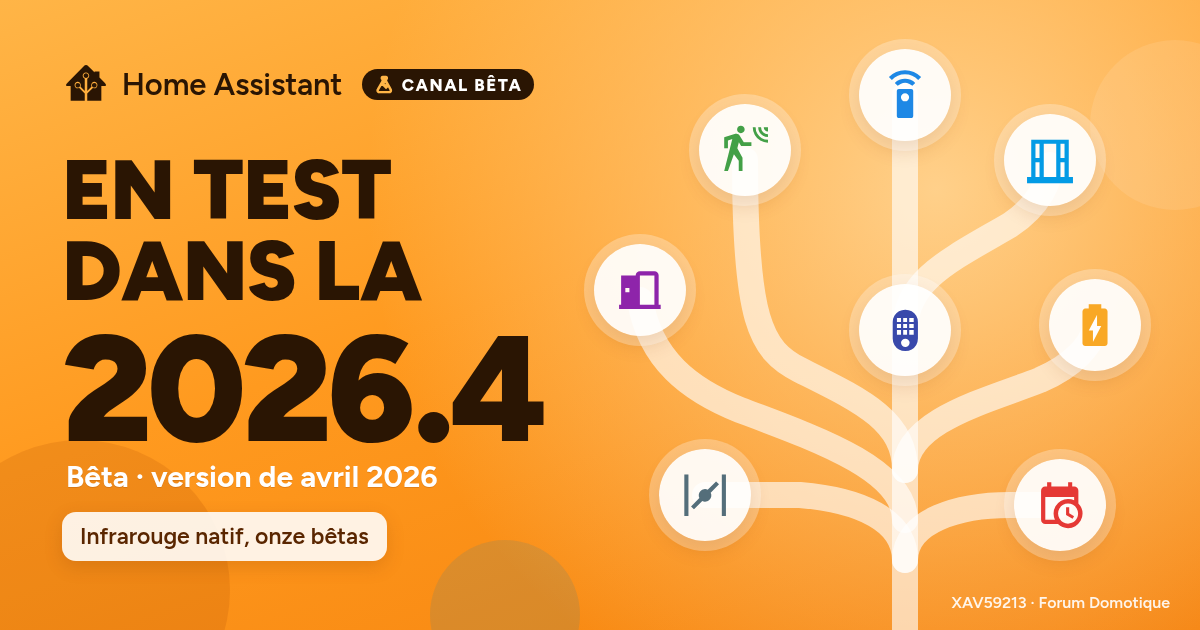 Home Assistant
CANAL BÊTA
EN TEST
DANS LA
2026.4
Bêta · version de avril 2026
Infrarouge natif, onze bêtas
XAV59213 · Forum Domotique